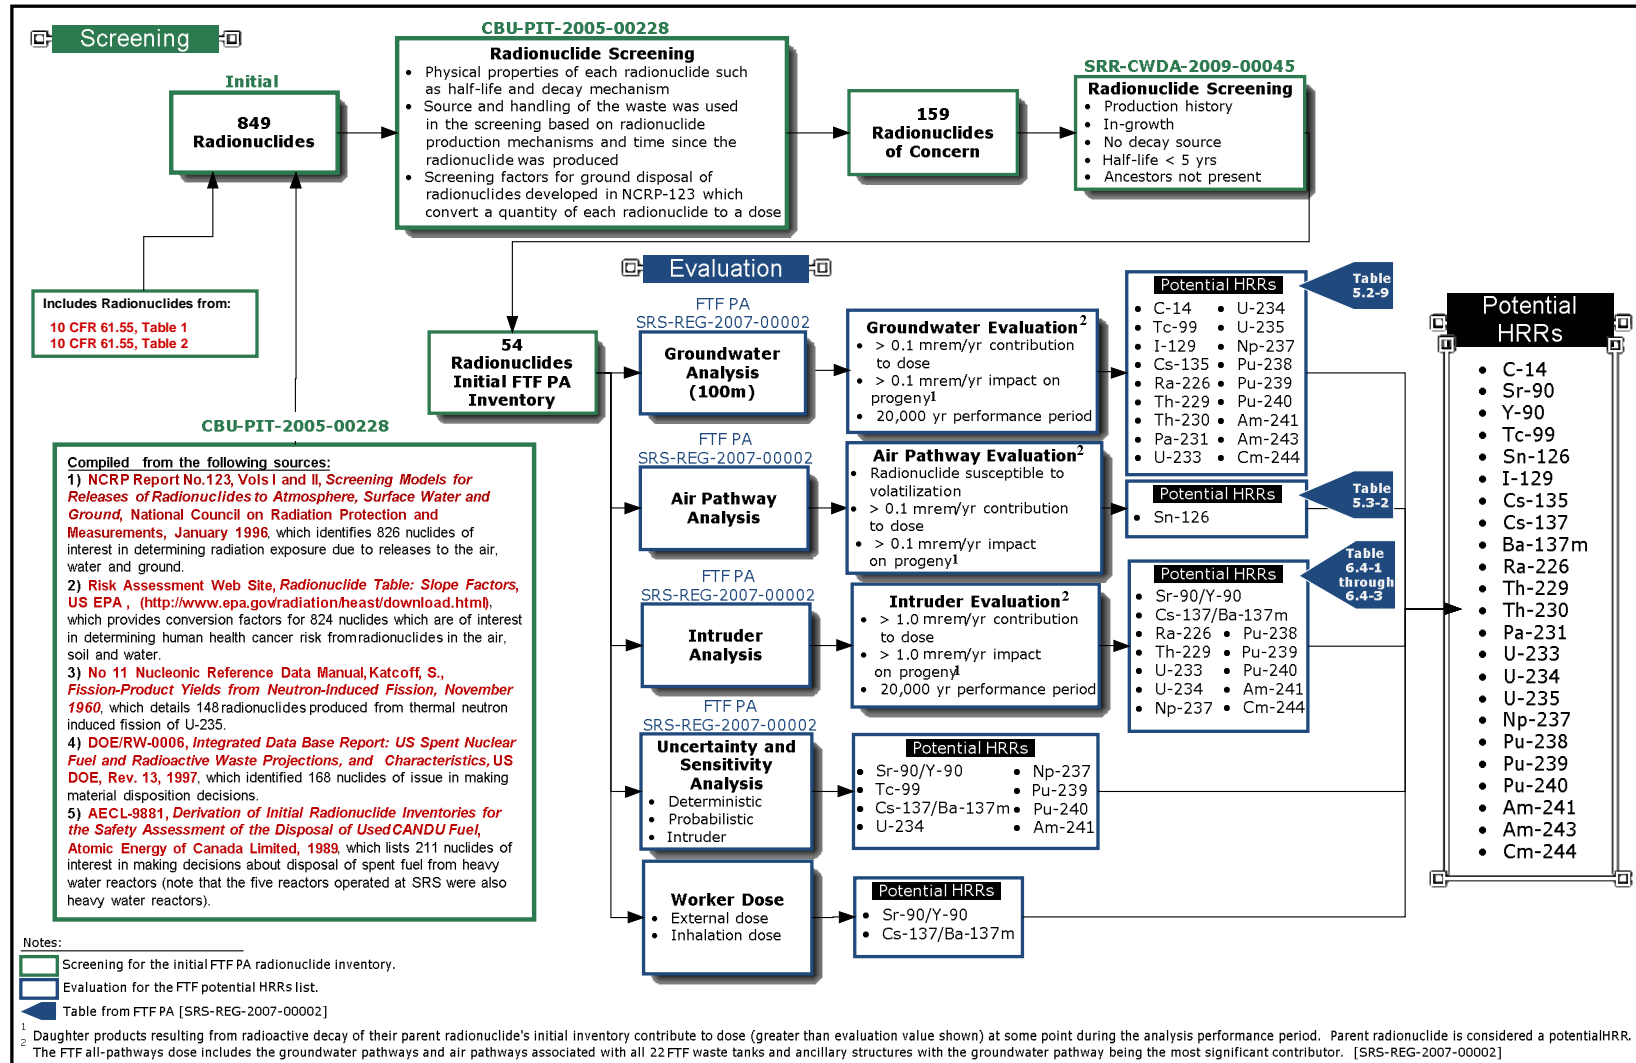 Screening
Initial
849
Radionuclides
CBU-PIT-2005-00228
Radionuclide Screening
• Physical properties of each radionuclide such
as half-life and decay mechanism
• Source and handling of the waste was used
in the screening based on radionuclide
production mechanisms and time since the
radionuclide was produced
• Screening factors for ground disposal of
radionuclides developed in NCRP-123 which
convert a quantity of each radionuclide to a dose
159
Radionuclides
of Concern
SRR-CWDA-2009-00045
Radionuclide Screening
• Production history
• In-growth
• No decay source
• Half-life < 5 yrs
• Ancestors not present
Includes Radionuclides from:
10 CFR 61.55, Table 1
10 CFR 61.55, Table 2
CBU-PIT-2005-00228
Compiled from the following sources:
1) NCRP Report No.123, Vols I and II, Screening Models for
Releases of Radionuclides to Atmosphere, Surface Water and
Ground, National Council on Radiation Protection and
Measurements, January 1996, which identifies 826 nuclides of
interest in determining radiation exposure due to releases to the air,
water and ground.
2) Risk Assessment Web Site, Radionuclide Table: Slope Factors,
US EPA , (http://www.epa.gov/radiation/heast/download.html),
which provides conversion factors for 824 nuclides which are of interest
in determining human health cancer risk from radionuclides in the air,
soil and water.
3) No 11 Nucleonic Reference Data Manual, Katcoff, S.,
Fission-Product Yields from Neutron-Induced Fission, November
1960, which details 148 radionuclides produced from thermal neutron
induced fission of U-235.
4) DOE/RW-0006, Integrated Data Base Report: US Spent Nuclear
Fuel and Radioactive Waste Projections, and Characteristics, US
DOE, Rev. 13, 1997, which identified 168 nuclides of issue in making
material disposition decisions.
5) AECL-9881, Derivation of Initial Radionuclide Inventories for
the Safety Assessment of the Disposal of Used CANDU Fuel,
Atomic Energy of Canada Limited, 1989, which lists 211 nuclides of
interest in making decisions about disposal of spent fuel from heavy
water reactors (note that the five reactors operated at SRS were also
heavy water reactors).
Evaluation
54
Radionuclides
Initial FTF PA
Inventory
FTF PA
SRS-REG-2007-00002
Groundwater
Analysis
(100m)
Groundwater Evaluation2
• > 0.1 mrem/yr contribution
to dose
• > 0.1 mrem/yr impact on
progeny1
• 20,000 yr performance period
Potential HRRs
• C-14 • U-234
• Tc-99 • U-235
• I-129 • Np-237
• Cs-135 • Pu-238
• Ra-226 • Pu-239
• Th-229 • Pu-240
• Th-230 • Am-241
• Pa-231 • Am-243
• U-233 • Cm-244
Table
5.2-9
FTF PA
SRS-REG-2007-00002
Air Pathway
Analysis
Air Pathway Evaluation2
• Radionuclide susceptible to
volatilization
• > 0.1 mrem/yr contribution
to dose
• > 0.1 mrem/yr impact
on progeny1
Potential HRRs
• Sn-126
Table
5.3-2
FTF PA
SRS-REG-2007-00002
Intruder
Analysis
Intruder Evaluation2
• > 1.0 mrem/yr contribution
to dose
• > 1.0 mrem/yr impact
on progeny1
• 20,000 yr performance period
Potential HRRs
• Sr-90/Y-90
• Cs-137/Ba-137m
• Ra-226 • Pu-238
• Th-229 • Pu-239
• U-233 • Pu-240
• U-234 • Am-241
• Np-237 • Cm-244
Table
6.4-1
through
6.4-3
FTF PA
SRS-REG-2007-00002
Uncertainty and
Sensitivity
Analysis
• Deterministic
• Probabilistic
• Intruder
Potential HRRs
• Sr-90/Y-90 • Np-237
• Tc-99 • Pu-239
• Cs-137/Ba-137m • Pu-240
• U-234 • Am-241
Worker Dose
• External dose
• Inhalation dose
Potential HRRs
• Sr-90/Y-90
• Cs-137/Ba-137m
Potential
HRRs
• C-14
• Sr-90
• Y-90
• Tc-99
• Sn-126
• I-129
• Cs-135
• Cs-137
• Ba-137m
• Ra-226
• Th-229
• Th-230
• Pa-231
• U-233
• U-234
• U-235
• Np-237
• Pu-238
• Pu-239
• Pu-240
• Am-241
• Am-243
• Cm-244
Notes:
Screening for the initial FTF PA radionuclide inventory.
Evaluation for the FTF potential HRRs list.
Table from FTF PA [SRS-REG-2007-00002]
1 Daughter products resulting from radioactive decay of their parent radionuclide's initial inventory contribute to dose (greater than evaluation value shown) at some point during the analysis performance period. Parent radionuclide is considered a potential HRR.
2 The FTF all-pathways dose includes the groundwater pathways and air pathways associated with all 22 FTF waste tanks and ancillary structures with the groundwater pathway being the most significant contributor. [SRS-REG-2007-00002]